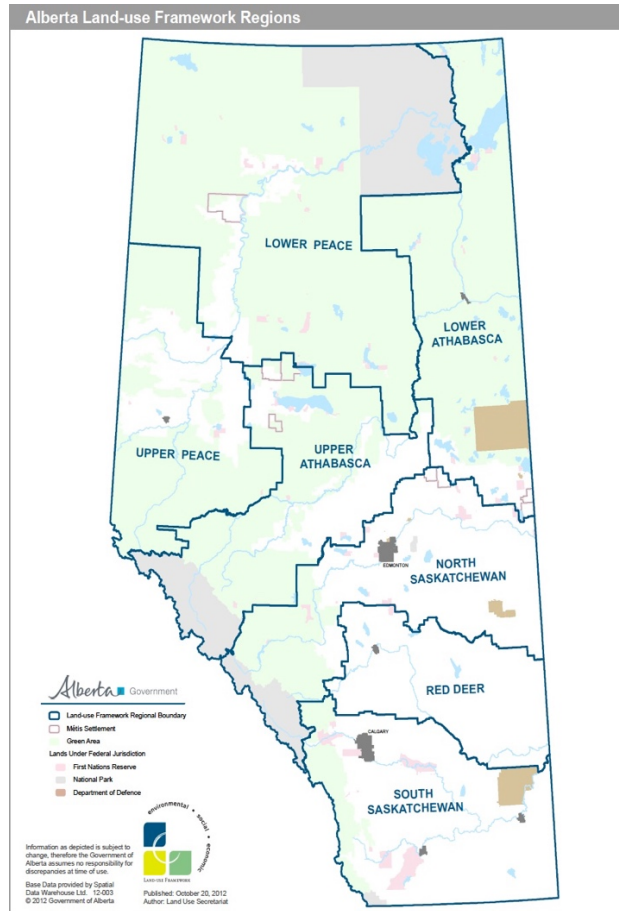 Alberta Land-use Framework Regions
LOWER PEACE
LOWER
ATHABASCA
UPPER PEACE
UPPER
ATHABASCA
EDMONTON
NORTH
SASKATCHEWAN
RED DEER
CALGARY
SOUTH
SASKATCHEWAN
Alberta Government
Land-use Framework Regional Boundary
Métis Settlement
Green Area
Lands Under Federal Jurisdiction
First Nations Reserve
National Park
Department of Defence
environmental • social • economic
LAND-USE FRAMEWORK
Information as depicted is subject to
change, therefore the Government of
Alberta assumes no responsibility for
discrepancies at time of use.
Base Data provided by Spatial
Data Warehouse Ltd. 12-003
© 2012 Government of Alberta
Published: October 20, 2012
Author: Land Use Secretariat